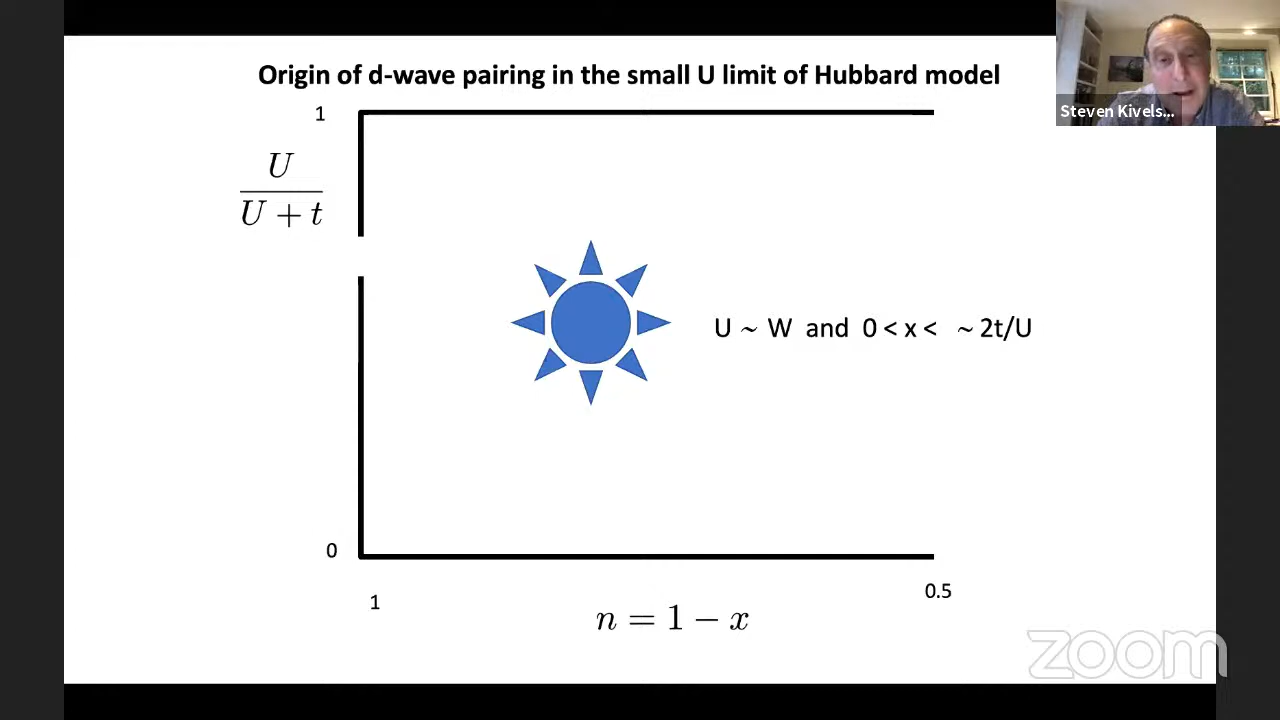 Origin of d-wave pairing in the small U limit of Hubbard model
Steven Kivels...
1
U
U + t
U ~ W and 0 < x < ~ 2t/U
0
1
0.5
n = 1 − x
zoom